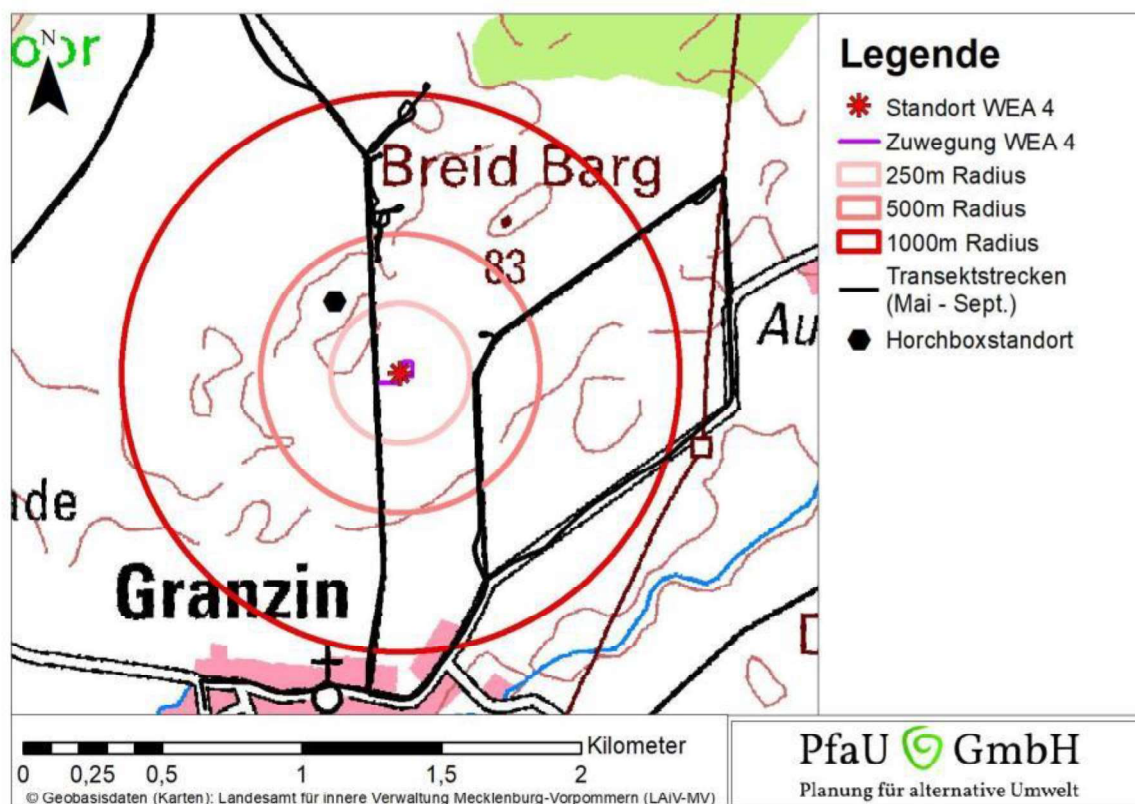 N
oor
Breid Barg
83
Au
ade
Granzin
Legende
Standort WEA 4
Zuwegung WEA 4
250m Radius
500m Radius
1000m Radius
Transektstrecken
(Mai - Sept.)
Horchboxstandort
Kilometer
0 0,25 0,5 1 1,5 2
© Geobasisdaten (Karten): Landesamt für innere Verwaltung Mecklenburg-Vorpommern (LAiV-MV)
PfaU GmbH
Planung für alternative Umwelt